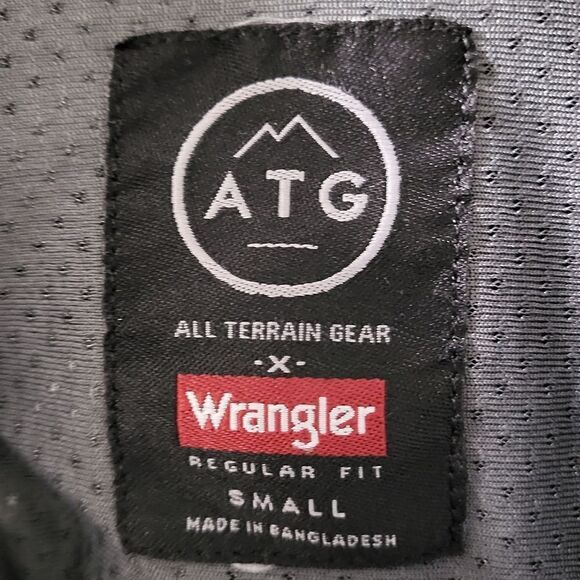 ATG
ALL TERRAIN GEAR
-X-
Wrangler
REGULAR FIT
SMALL
MADE IN BANGLADESH